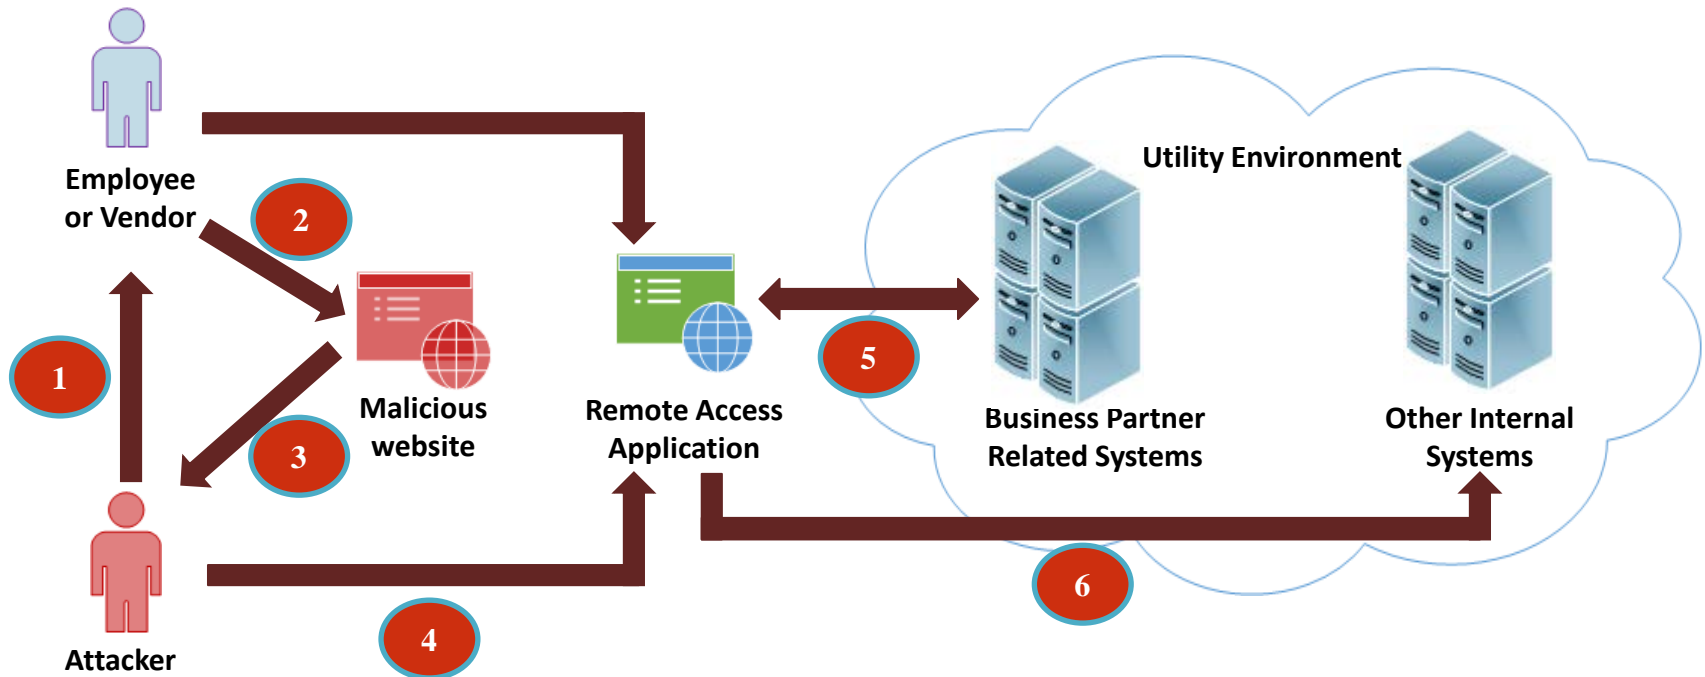 Employee
or Vendor
2
1
Malicious
website
3
Attacker
4
Remote Access
Application
5
Utility Environment
Business Partner
Related Systems
Other Internal
Systems
6